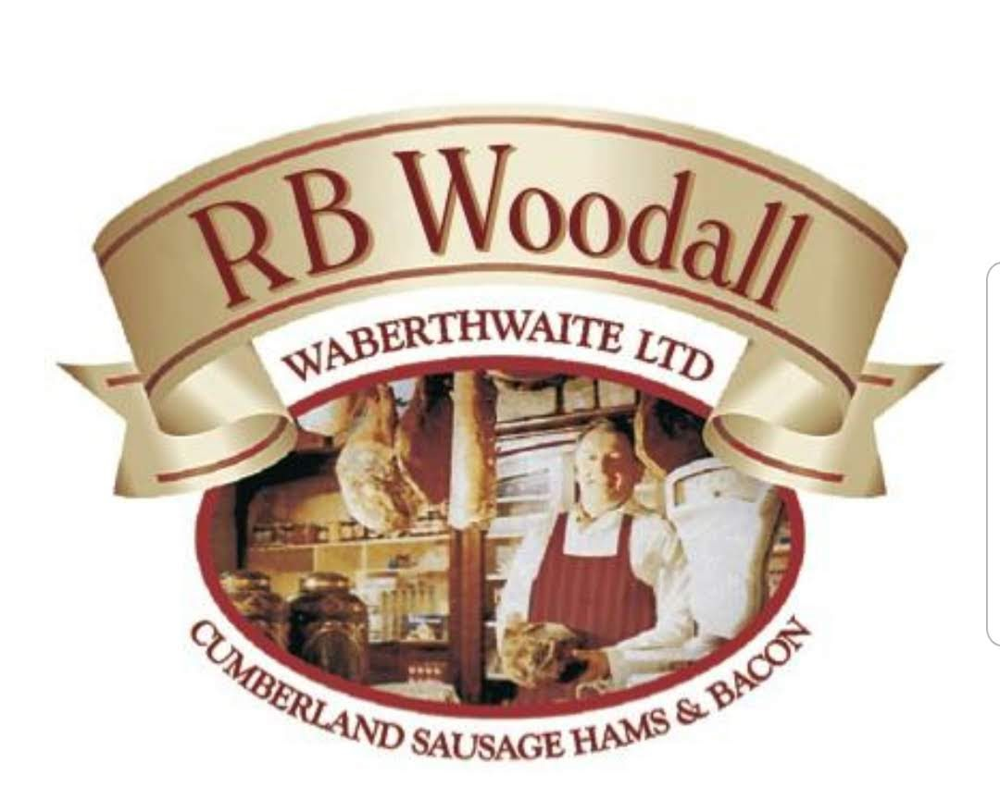 RB Woodall
WABERTHWAITE LTD
CUMBERLAND SAUSAGE HAMS & BACON